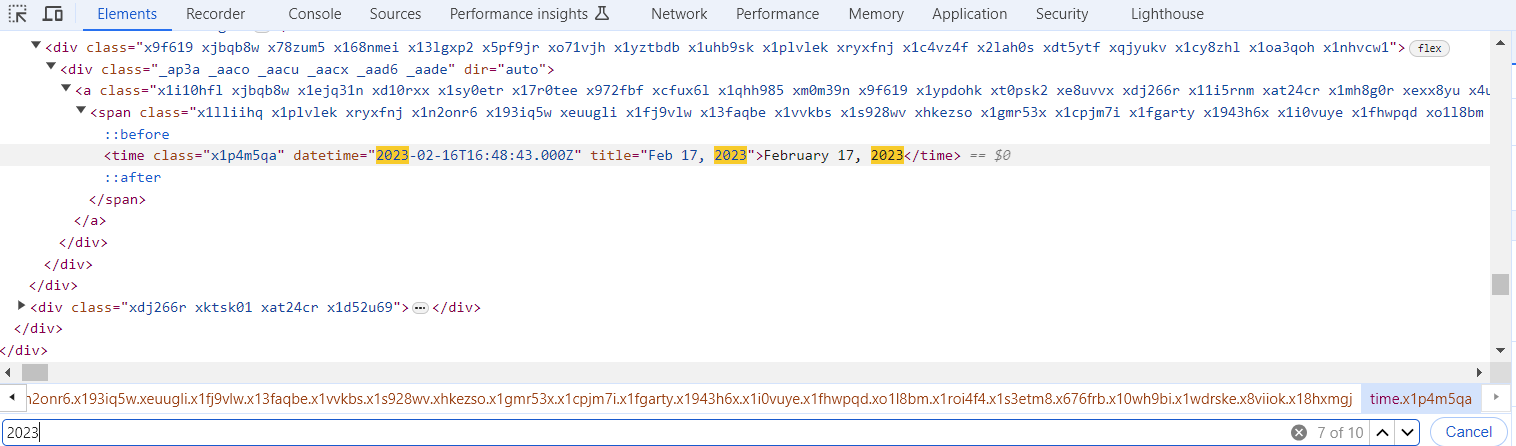 Elements Recorder Console Sources Performance insights Network Performance Memory Application Security Lighthouse
<div class="x9f619 xjbqb8w x78zum5 x168nmei x13lgxp2 x5pf9jr xo71vjh x1yztbdb x1uhb9sk x1plvlek xryxfnj x1c4vz4f x2lah0s xdt5ytf xqjyukv x1cy8zhl x1oa3qoh x1nhvcw1"> flex
<div class="_ap3a _aaco _aacu _aacx _aad6 _aade" dir="auto">
<a class="x1i10hfl xjbqb8w x1ejq31n xd10rxx x1sy0etr x17r0tee x972fbf xcfux6l x1qhh985 xm0m39n x9f619 x1ypdohk xt0psk2 xe8uvvx xdj266r x11i5rnm xat24cr x1mh8g0r xexx8yu x4u
<span class="x1lliihq x1plvlek xryxfnj x1n2onr6 x193iq5w xeuugli x1fj9vlw x13faqbe x1vvkbs x1s928wv xhkezso x1gmr53x x1cpjm7i x1fgarty x1943h6x x1i0vuye x1fhwpqd xo1l8bm
::before
<time class="x1p4m5qa" datetime="2023-02-16T16:48:43.000Z" title="Feb 17, 2023">February 17, 2023</time> == $0
::after
</span>
</a>
</div>
</div>
</div>
<div class="xdj266r xktsk01 xat24cr x1d52u69"> ⋯ </div>
</div>
</div>
n2onr6.x193iq5w.xeuugli.x1fj9vlw.x13faqbe.x1vvkbs.x1s928wv.xhkezso.x1gmr53x.x1cpjm7i.x1fgarty.x1943h6x.x1i0vuye.x1fhwpqd.xo1l8bm.x1roi4f4.x1s3etm8.x676frb.x10wh9bi.x1wdrske.x8viiok.x18hxmgj time.x1p4m5qa
2023 7 of 10 Cancel